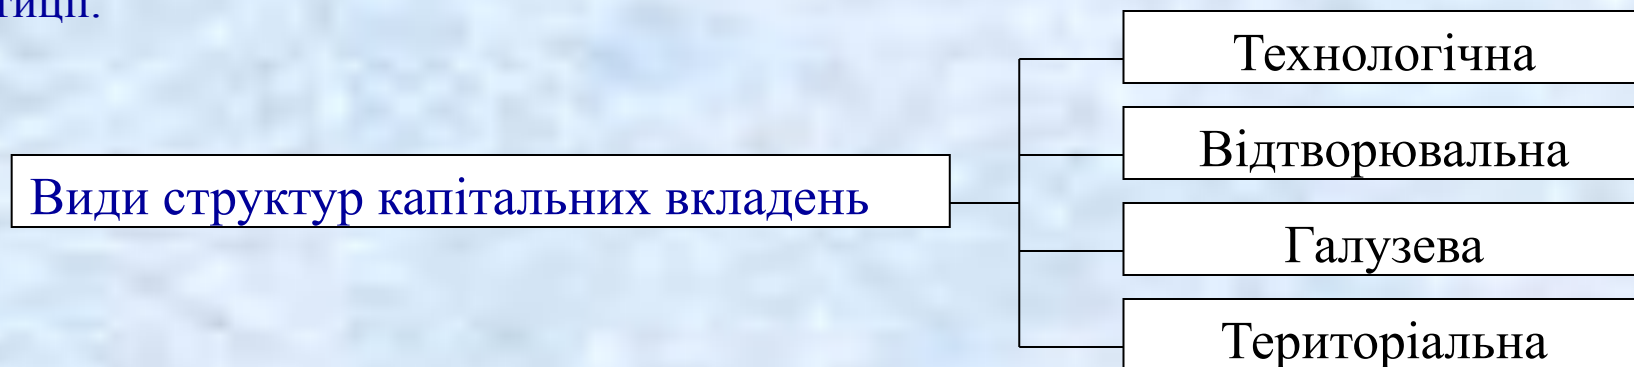 Види структур капітальних вкладень
Технологічна
Відтворювальна
Галузева
Територіальна